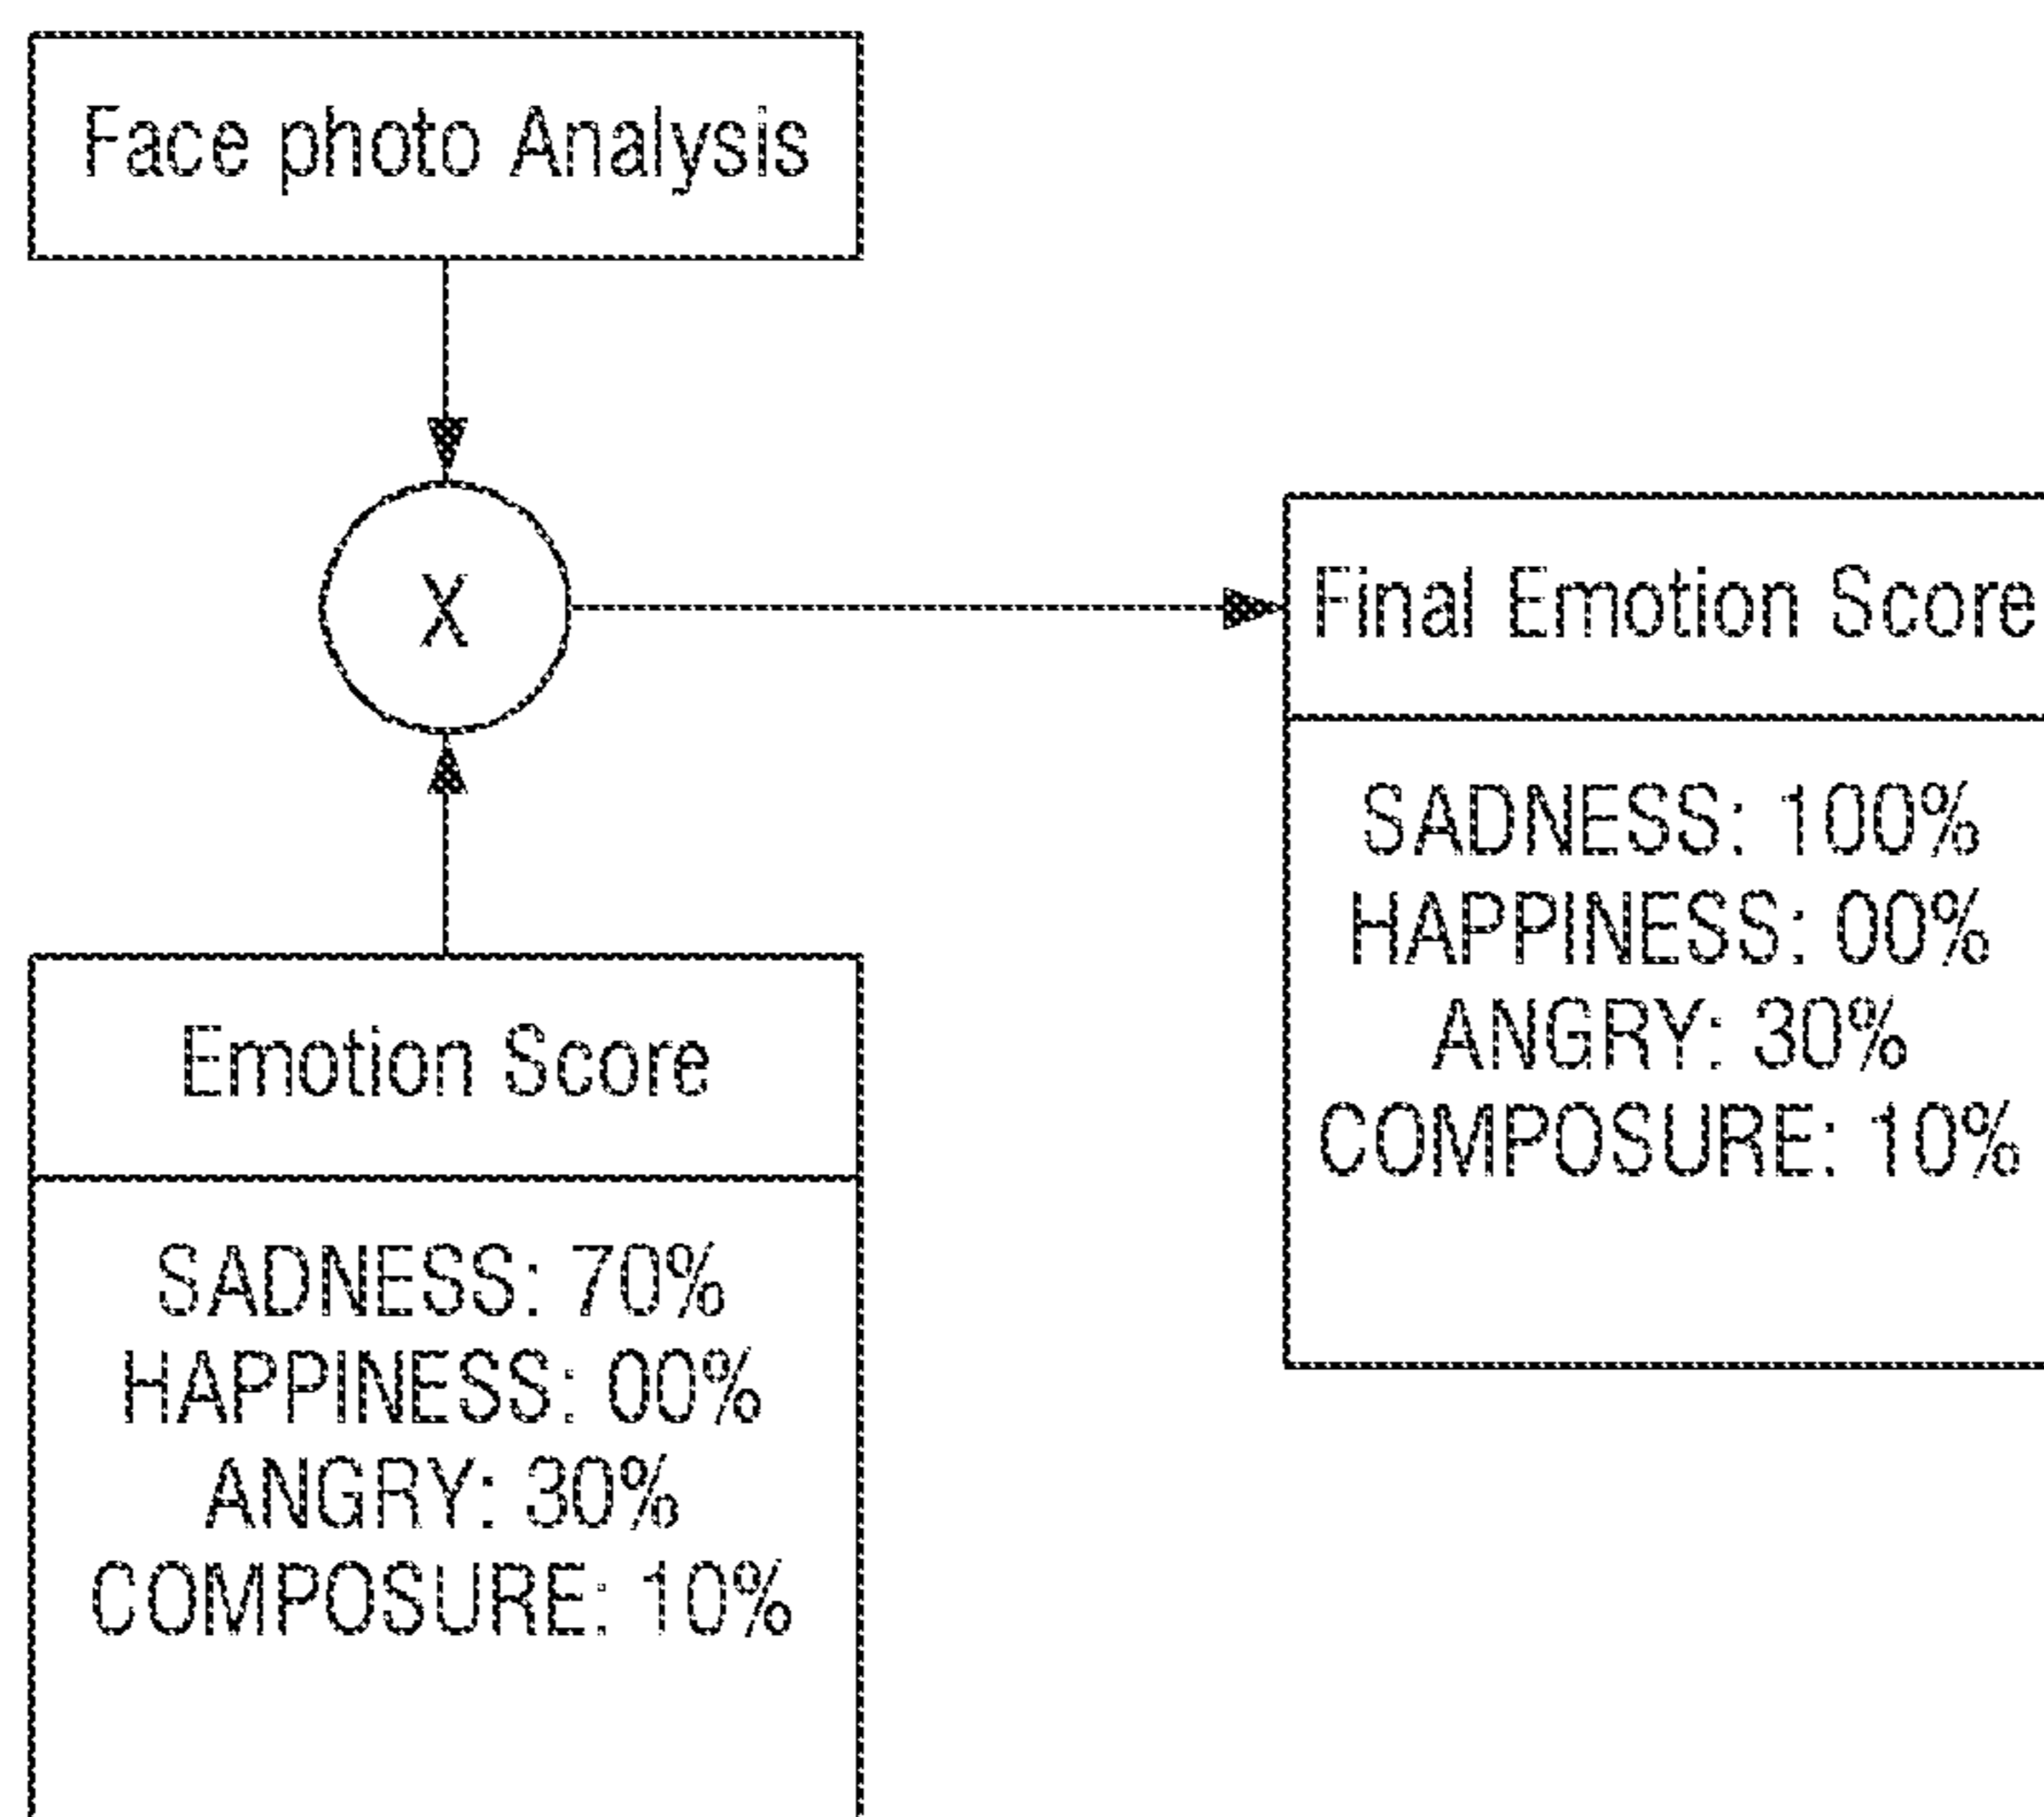 Face photo Analysis
X
Final Emotion Score
SADNESS: 100%
HAPPINESS: 00%
ANGRY: 30%
COMPOSURE: 10%
Emotion Score
SADNESS: 70%
HAPPINESS: 00%
ANGRY: 30%
COMPOSURE: 10%